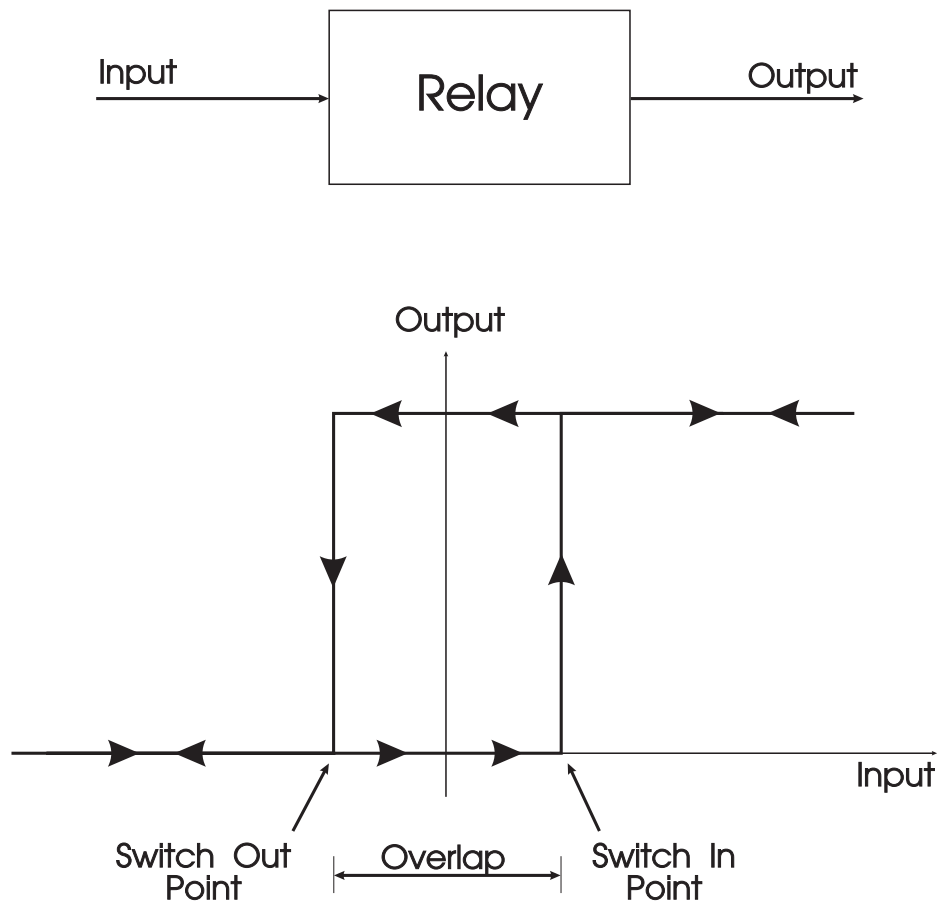 Input
Relay
Output
Output
Input
Switch Out
Point
Overlap
Switch In
Point